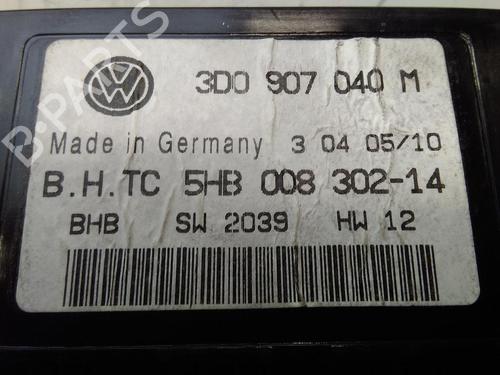 3D0 907 040 M
Made in Germany 3 04 05/10
B.H.TC 5HB 008 302-14
BHB SW 2039 HW 12
B-PARTS